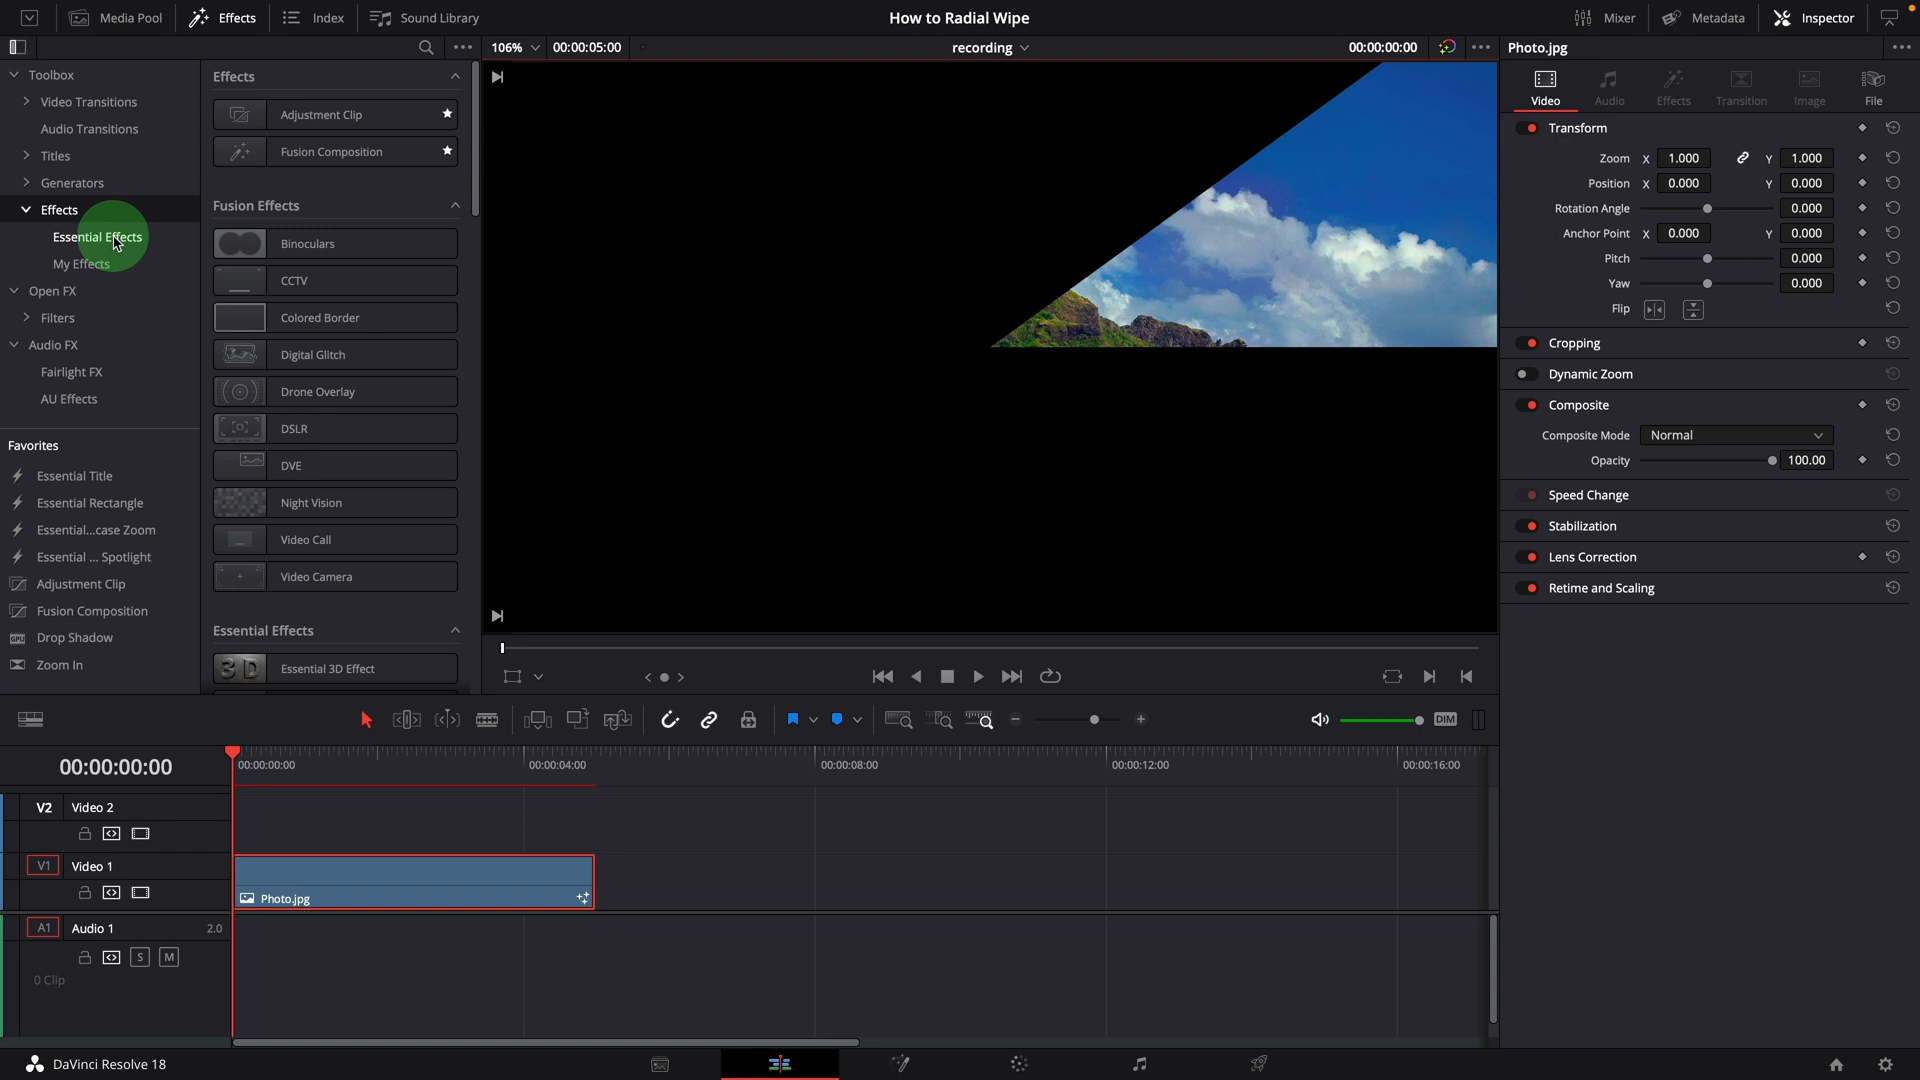 Media Pool
Effects
Index
Sound Library
How to Radial Wipe
Mixer
Metadata
Inspector
106%
00:00:05:00
recording
00:00:00:00
Photo.jpg
Toolbox
Video Transitions
Audio Transitions
Titles
Generators
Effects
Essential Effects
My Effects
Open FX
Filters
Audio FX
Fairlight FX
AU Effects
Favorites
Essential Title
Essential Rectangle
Essential...case Zoom
Essential ... Spotlight
Adjustment Clip
Fusion Composition
Drop Shadow
Zoom In
Effects
Adjustment Clip
Fusion Composition
Fusion Effects
Binoculars
CCTV
Colored Border
Digital Glitch
Drone Overlay
DSLR
DVE
Night Vision
Video Call
Video Camera
Essential Effects
3D Essential 3D Effect
Video
Audio
Effects
Transition
Image
File
Transform
Zoom X 1.000 Y 1.000
Position X 0.000 Y 0.000
Rotation Angle 0.000
Anchor Point X 0.000 Y 0.000
Pitch 0.000
Yaw 0.000
Flip
Cropping
Dynamic Zoom
Composite
Composite Mode Normal
Opacity 100.00
Speed Change
Stabilization
Lens Correction
Retime and Scaling
DIM
00:00:00:00
00:00:00:00
00:00:04:00
00:00:08:00
00:00:12:00
00:00:16:00
V2 Video 2
V1 Video 1
Photo.jpg
A1 Audio 1 2.0
S M
0 Clip
DaVinci Resolve 18